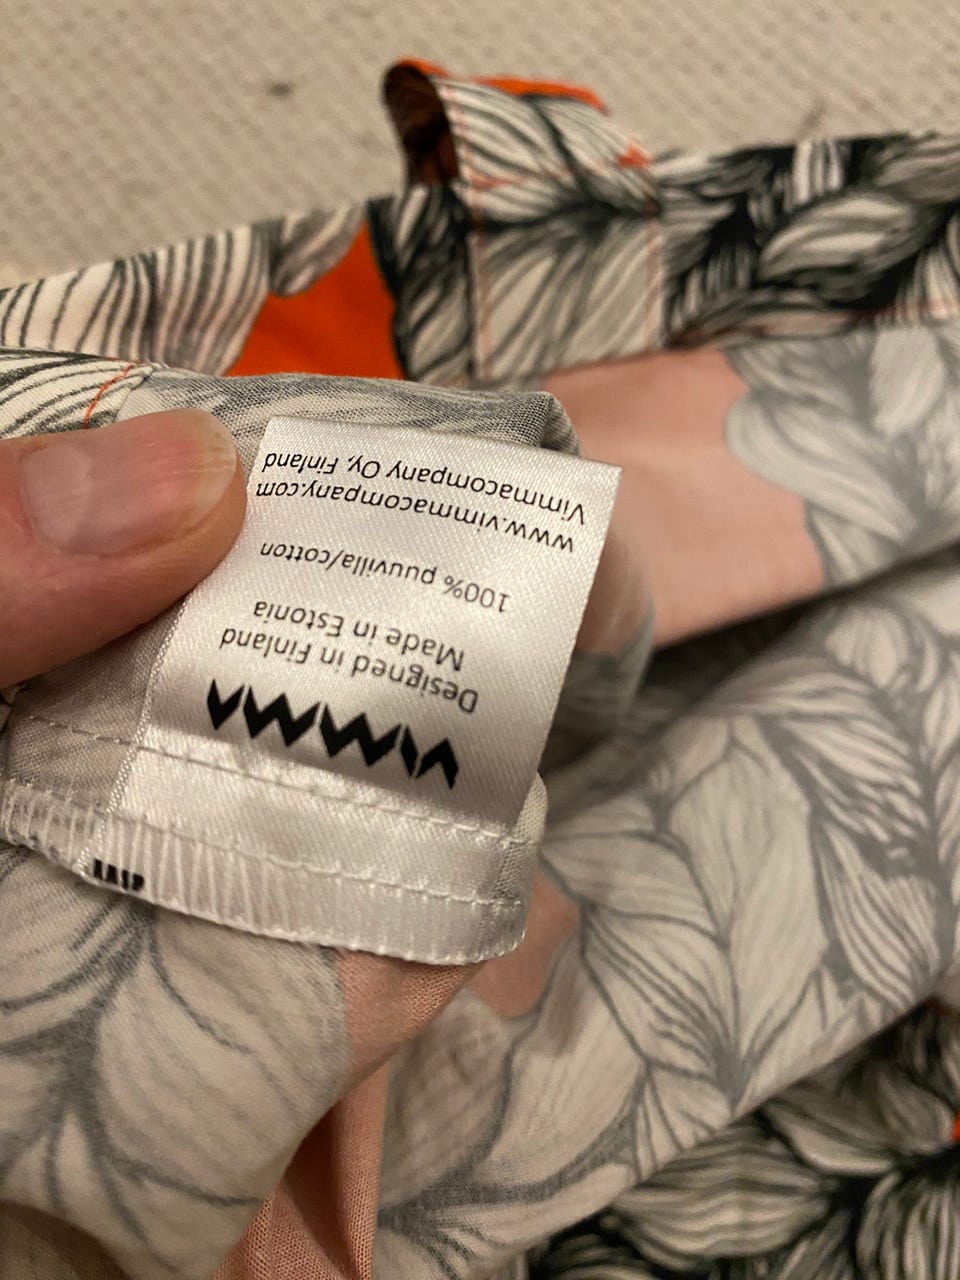 VIMMA
Designed in Finland
Made in Estonia
100% puuvilla/cotton
www.vimmacompany.com
Vimmacompany Oy, Finland